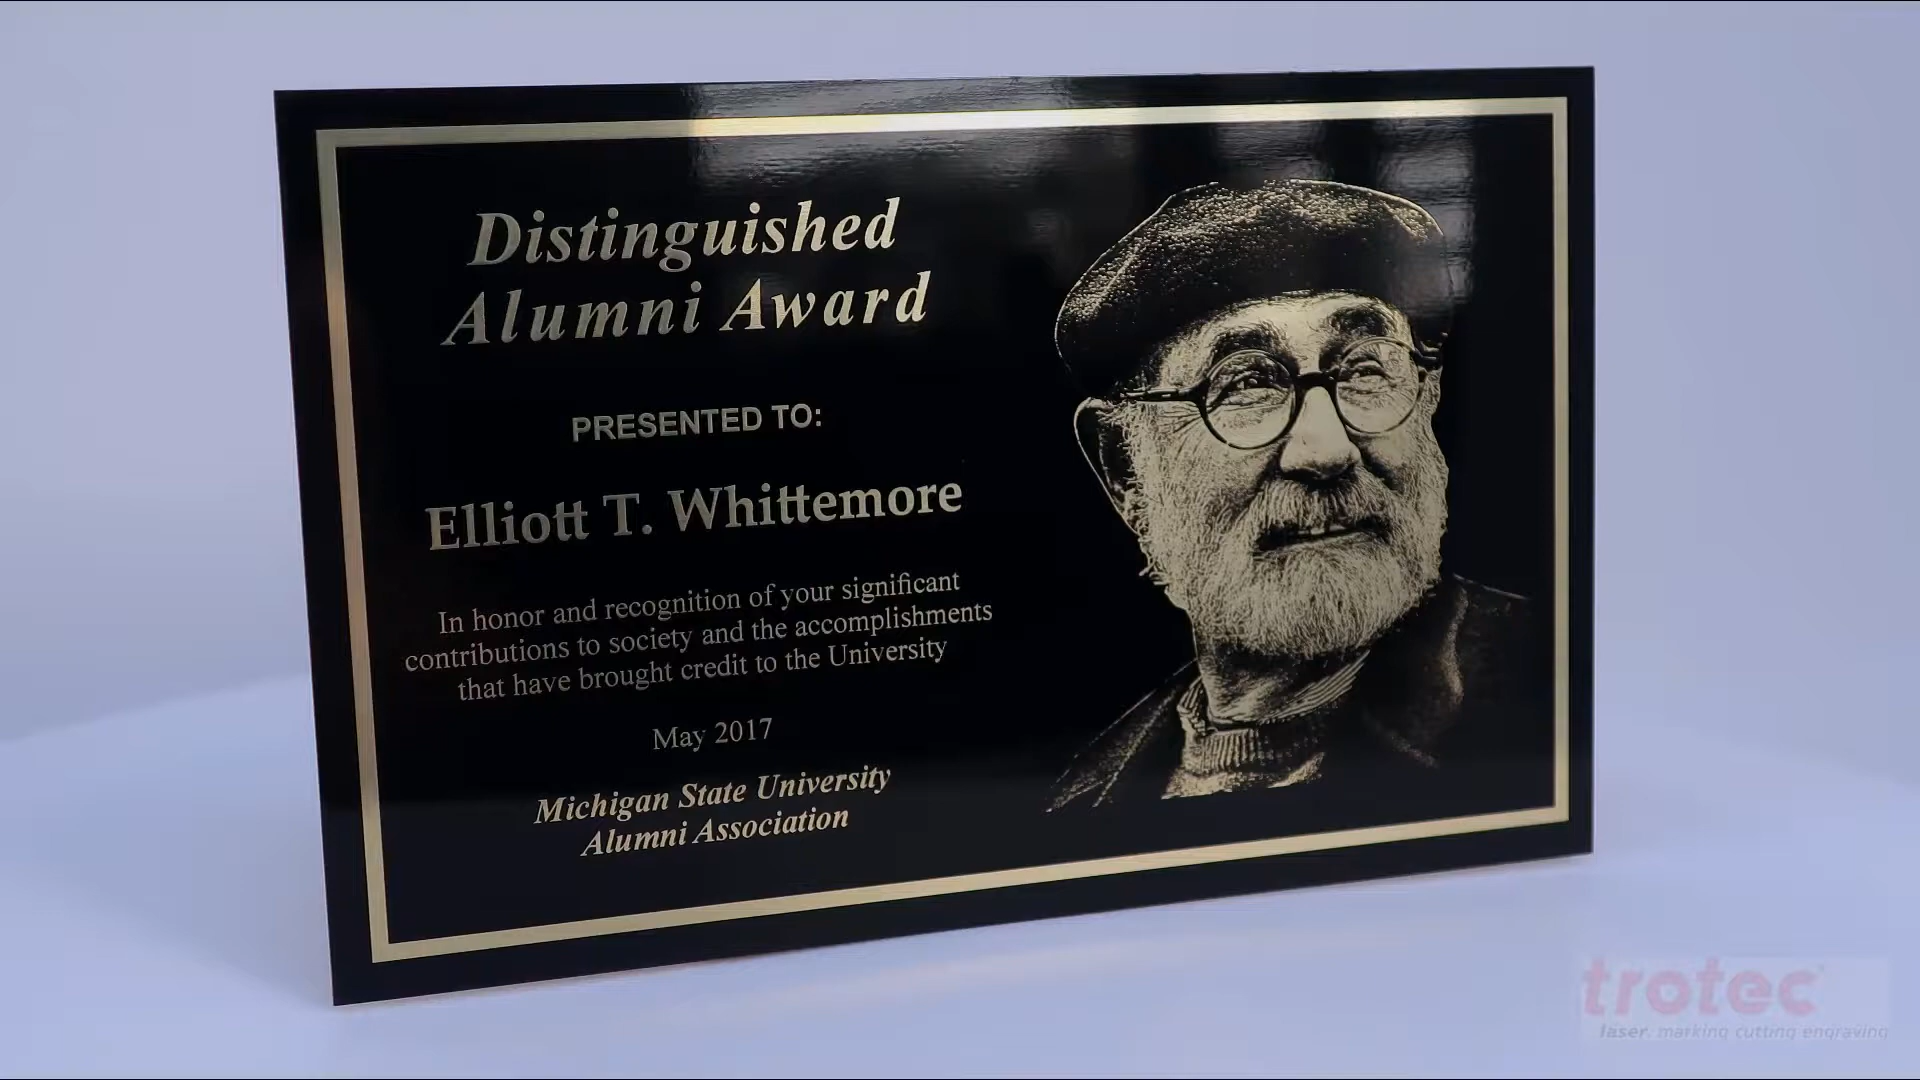 Distinguished
Alumni Award
PRESENTED TO:
Elliott T. Whittemore
In honor and recognition of your significant
contributions to society and the accomplishments
that have brought credit to the University
May 2017
Michigan State University
Alumni Association
trotec
laser. marking cutting engraving